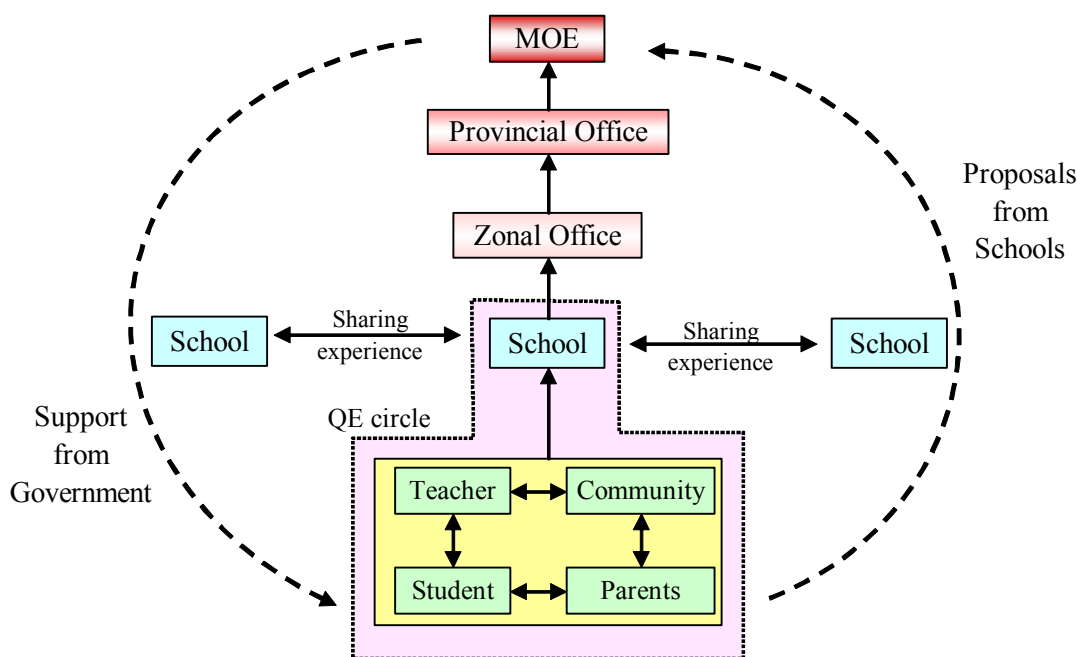 MOE
Provincial Office
Proposals
from
Schools
Zonal Office
School
Sharing
experience
School
Sharing
experience
School
QE circle
Support
from
Government
Teacher
Community
Student
Parents